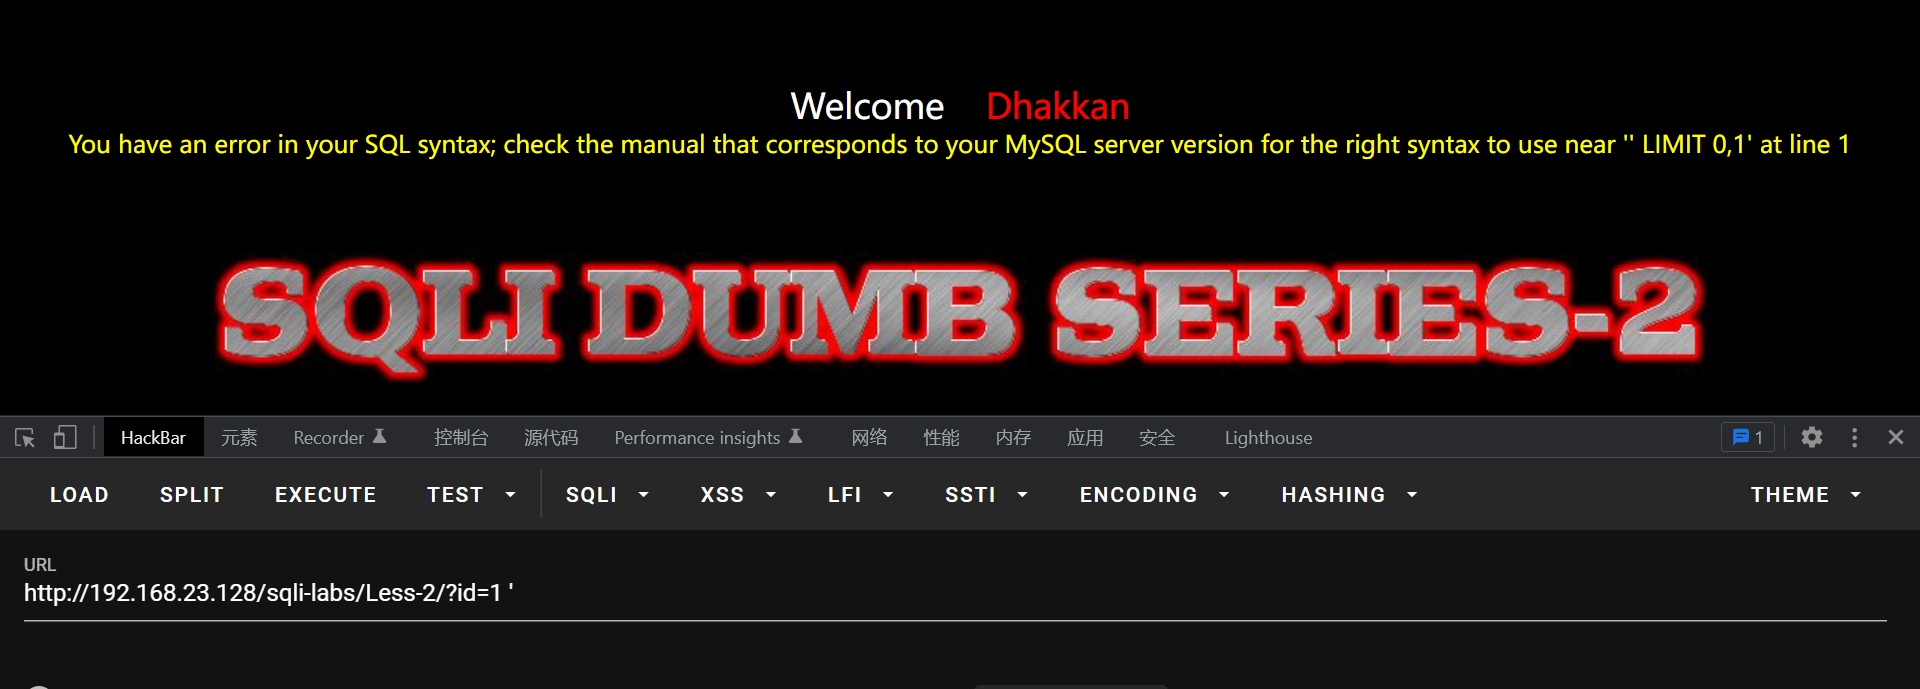 Welcome Dhakkan
You have an error in your SQL syntax; check the manual that corresponds to your MySQL server version for the right syntax to use near '' LIMIT 0,1' at line 1
SQLI DUMB SERIES-2
HackBar 元素 Recorder 控制台 源代码 Performance insights 网络 性能 内存 应用 安全 Lighthouse 1
LOAD SPLIT EXECUTE TEST SQLI XSS LFI SSTI ENCODING HASHING THEME
URL
http://192.168.23.128/sqli-labs/Less-2/?id=1 '